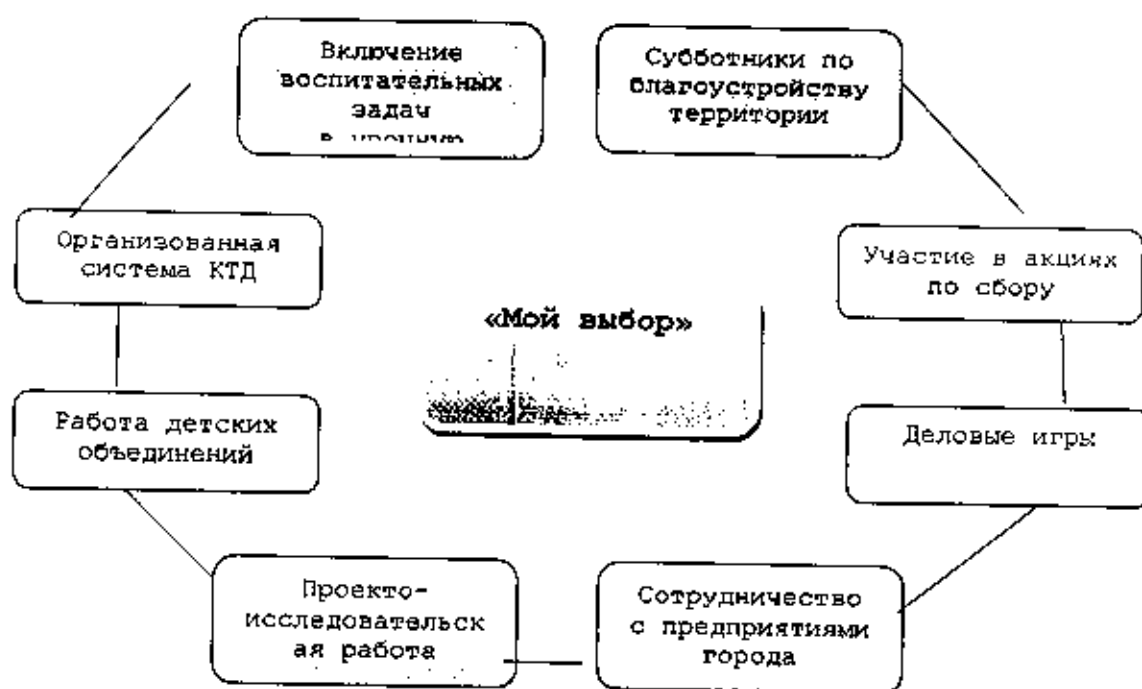 Включение
воспитательных
задач
в
Субботники по
благоустройству
территории
Организованная
система КТД
Участие в акциях
по сбору
«Мой выбор»
Работа детских
объединений
Деловые игры
Проекто-
исследовательск
ая работа
Сотрудничество
с предприятиями
города